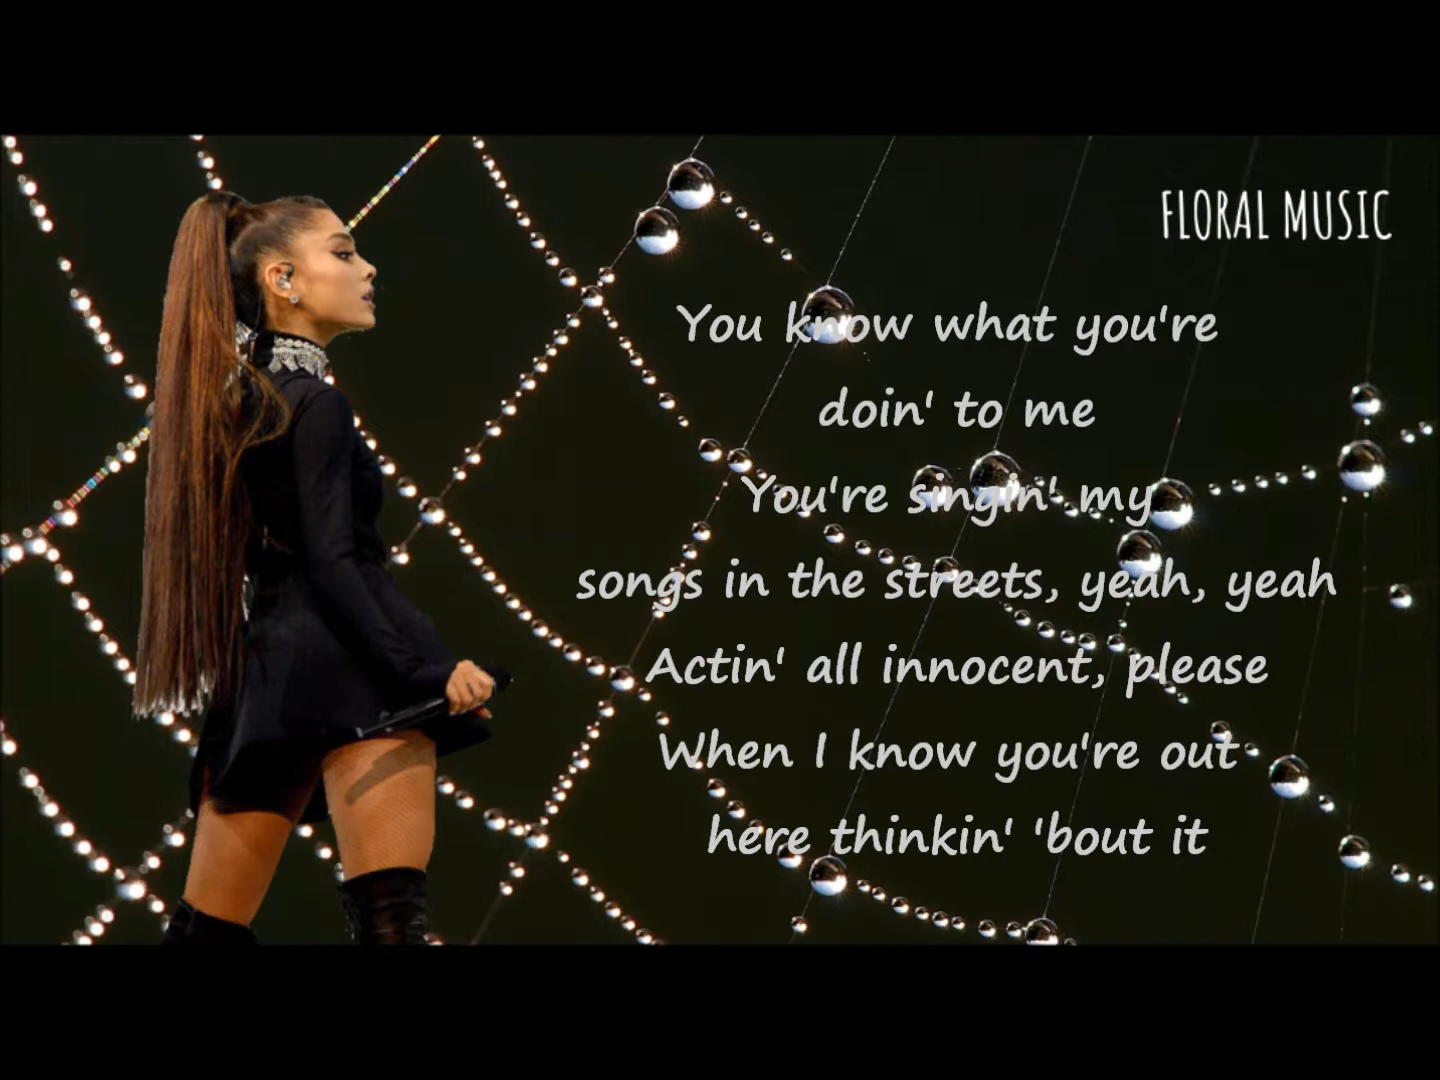 FLORAL MUSIC
You know what you're
doin' to me
You're singin' my
songs in the streets, yeah, yeah
Actin' all innocent, please
When I know you're out
here thinkin' 'bout it